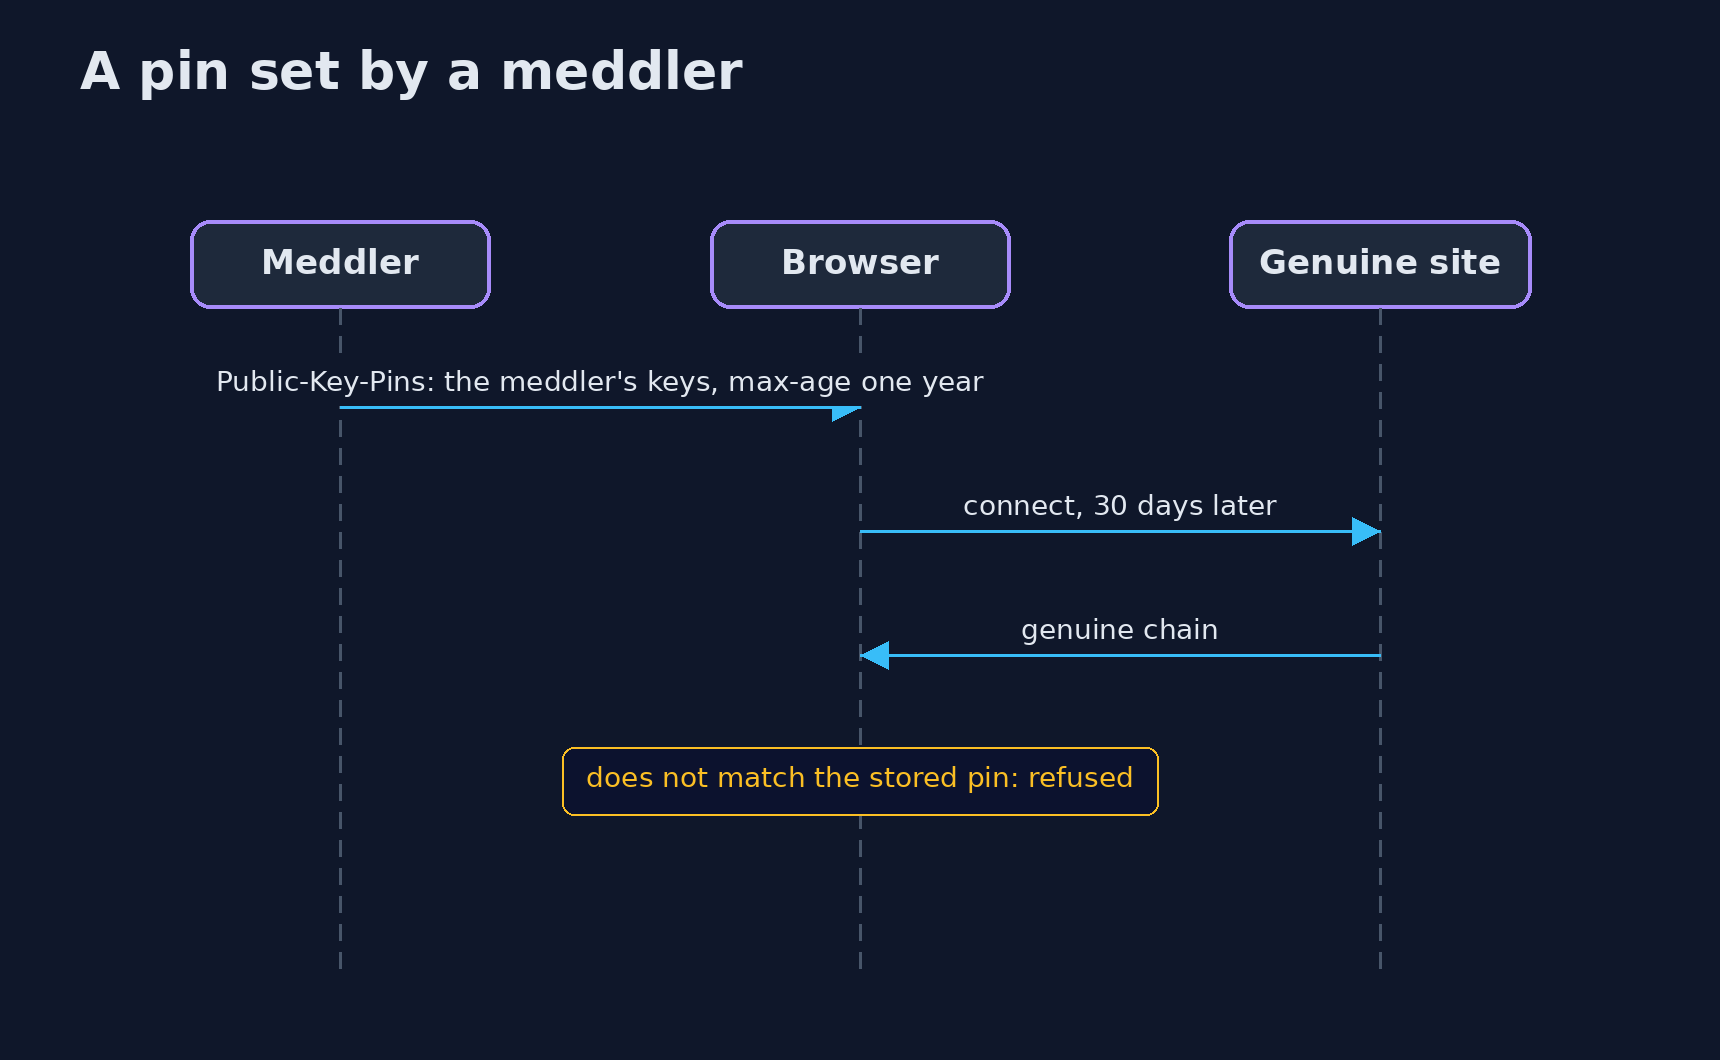 A pin set by a meddler
Meddler
Browser
Genuine site
Public-Key-Pins: the meddler's keys, max-age one year
connect, 30 days later
genuine chain
does not match the stored pin: refused